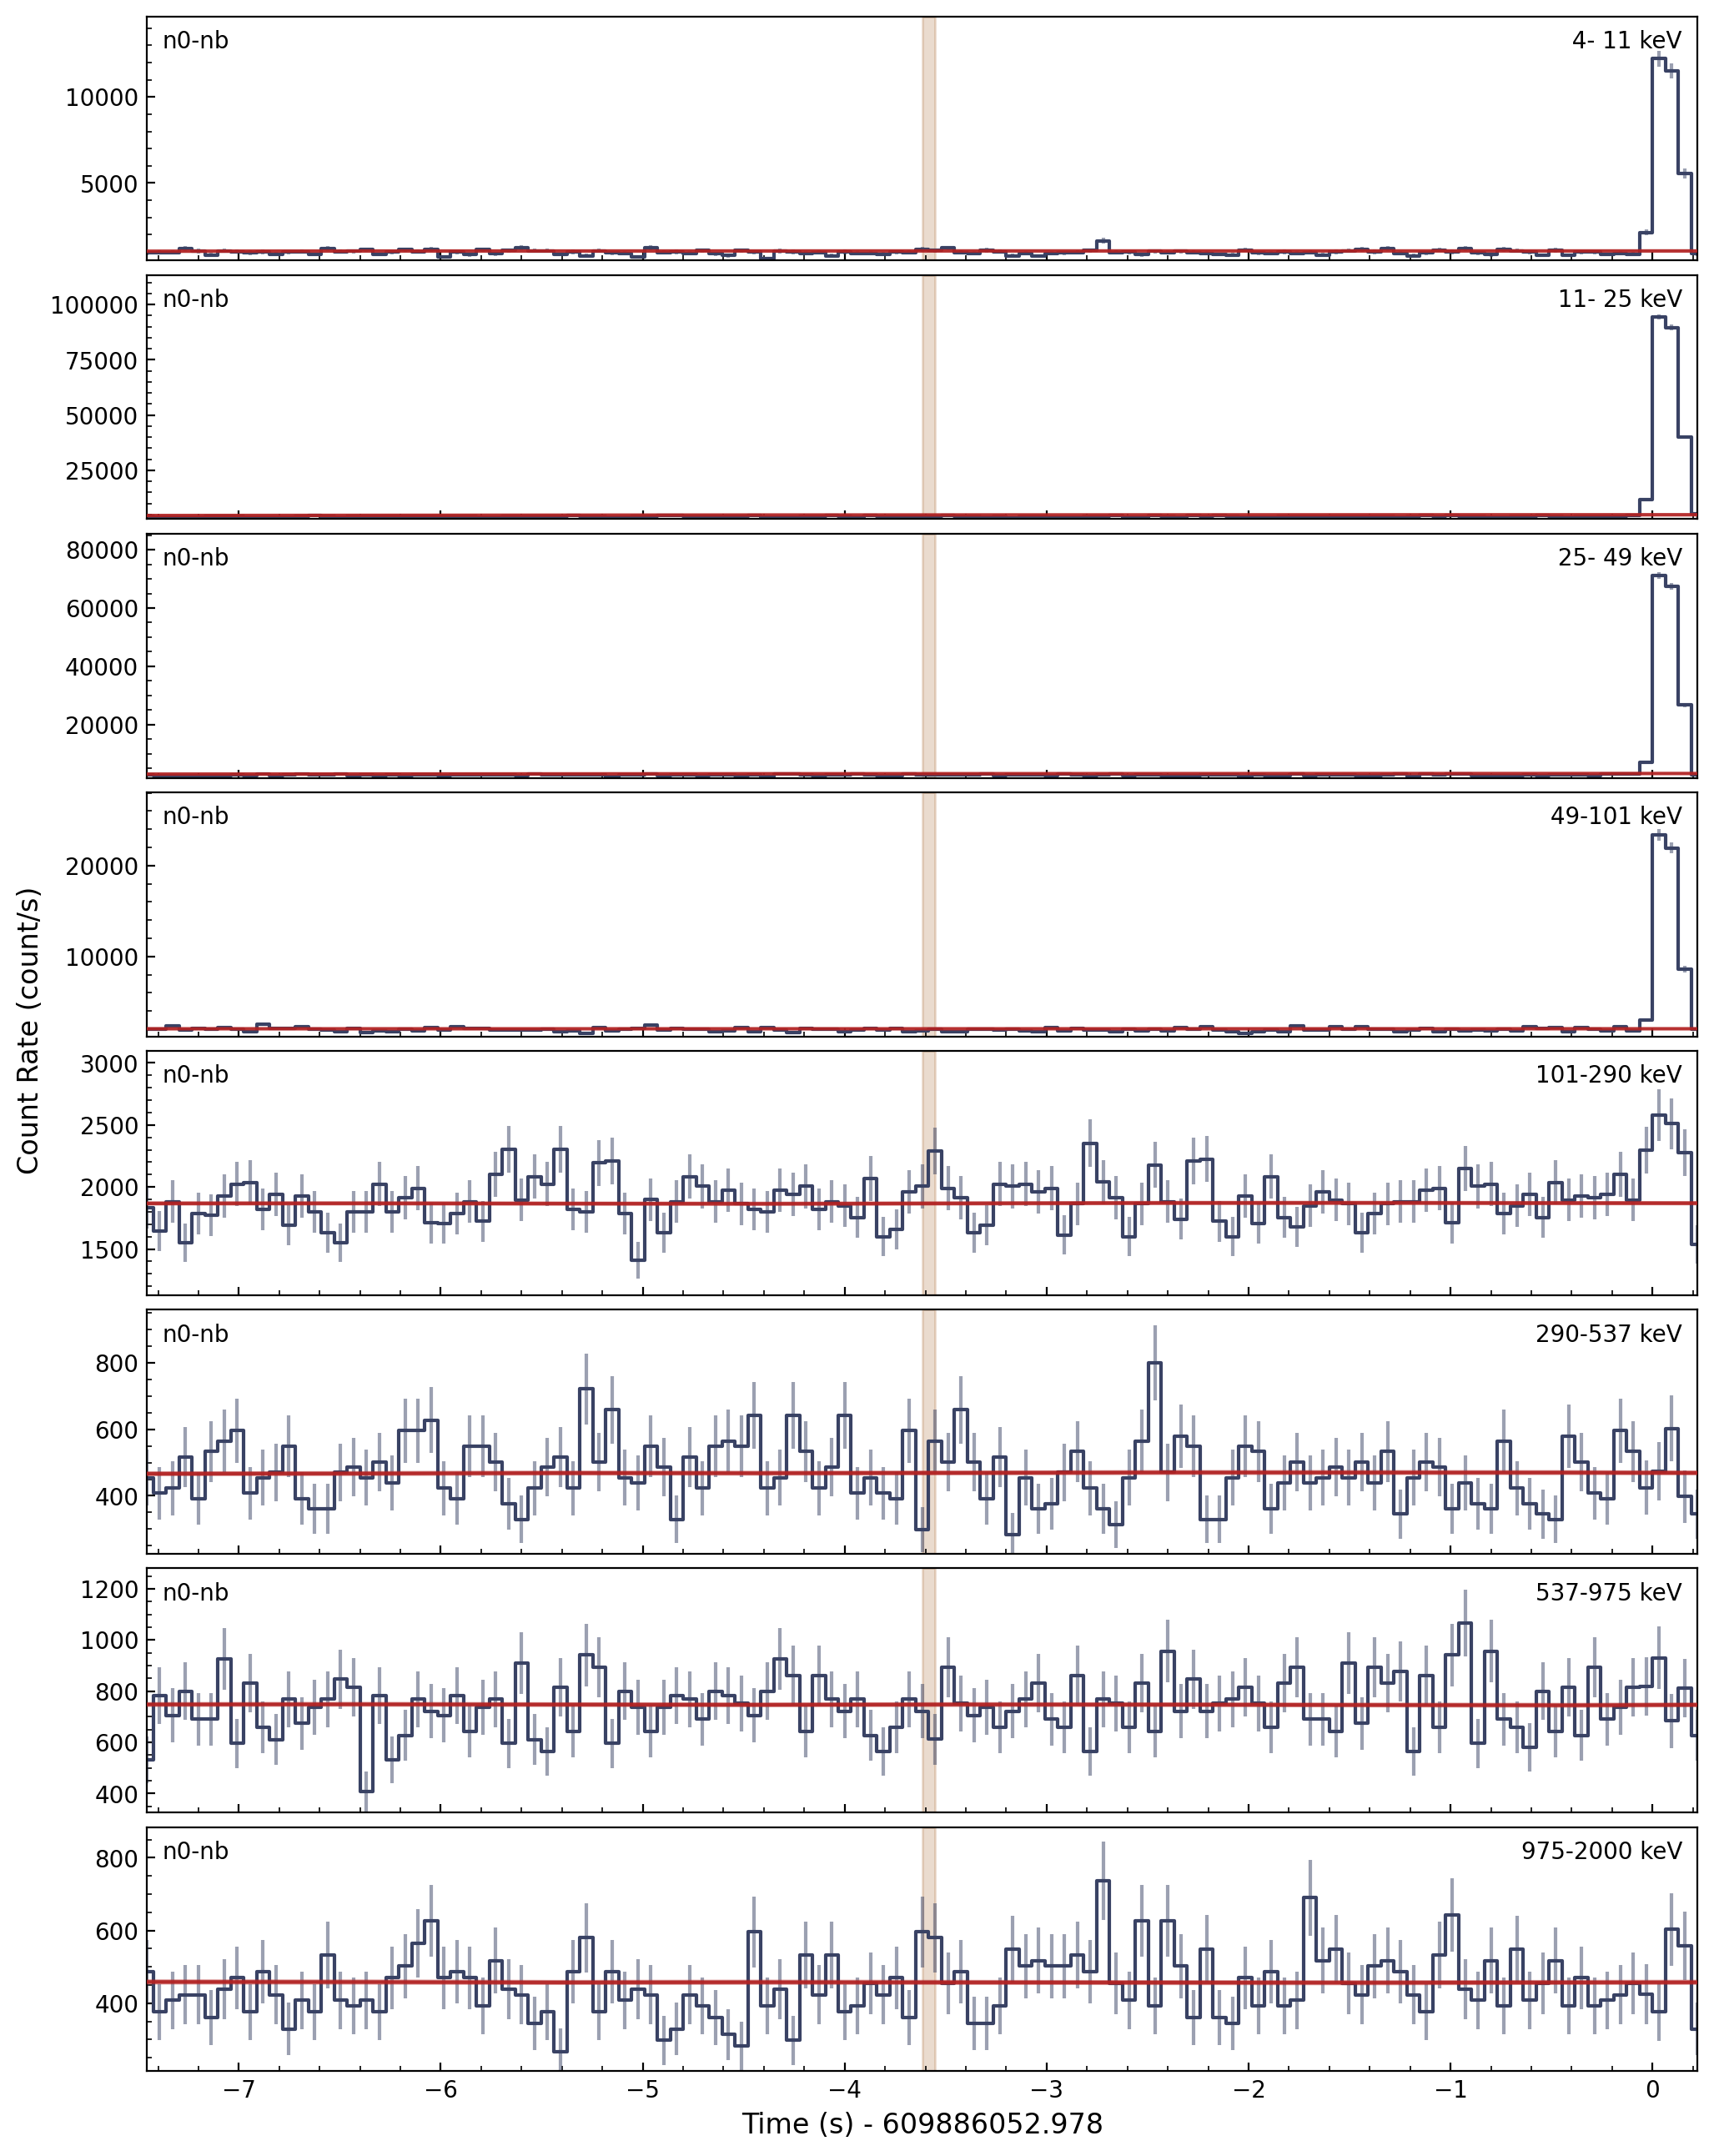 n0-nb 4- 11 keV
10000
5000
n0-nb 11- 25 keV
100000
75000
50000
25000
n0-nb 25- 49 keV
80000
60000
40000
20000
n0-nb 49-101 keV
20000
10000
Count Rate (count/s)
n0-nb 101-290 keV
3000
2500
2000
1500
n0-nb 290-537 keV
800
600
400
n0-nb 537-975 keV
1200
1000
800
600
400
n0-nb 975-2000 keV
800
600
400
−7 −6 −5 −4 −3 −2 −1 0
Time (s) - 609886052.978